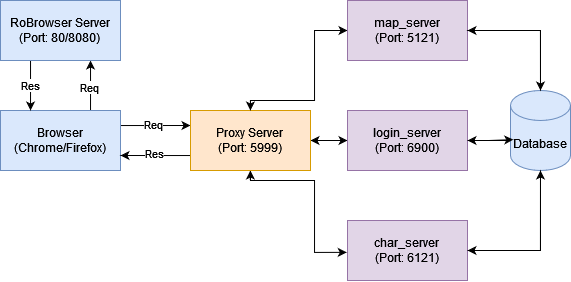 RoBrowser Server
(Port: 80/8080)
Res
Req
Browser
(Chrome/Firefox)
Req
Res
Proxy Server
(Port: 5999)
map_server
(Port: 5121)
login_server
(Port: 6900)
char_server
(Port: 6121)
Database